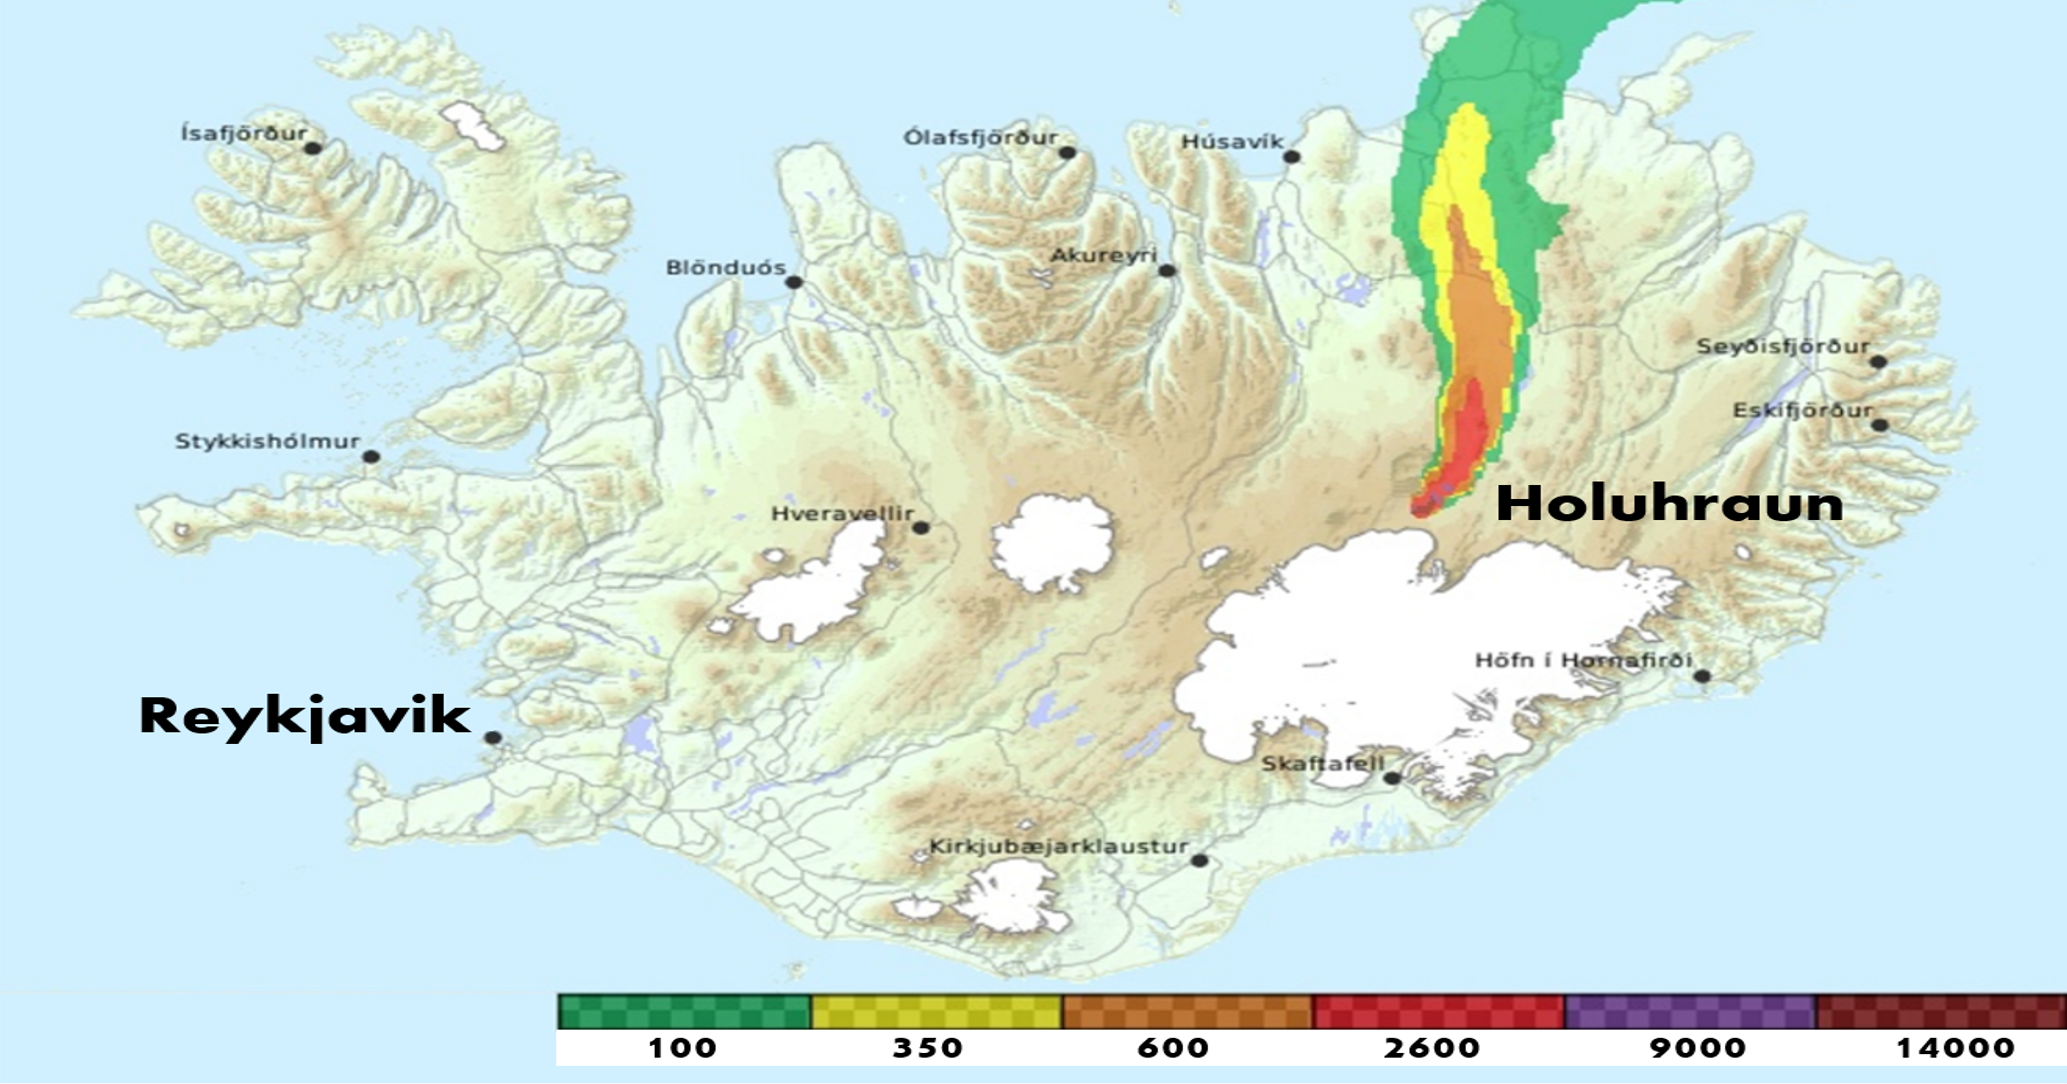 Ísafjörður
Ólafsfjörður
Húsavík
Akureyri
Blönduós
Seyðisfjörður
Eskifjörður
Stykkishólmur
Hveravellir
Holuhraun
Höfn í Hornafirði
Reykjavik
Skaftafell
Kirkjubæjarklaustur
100 350 600 2600 9000 14000